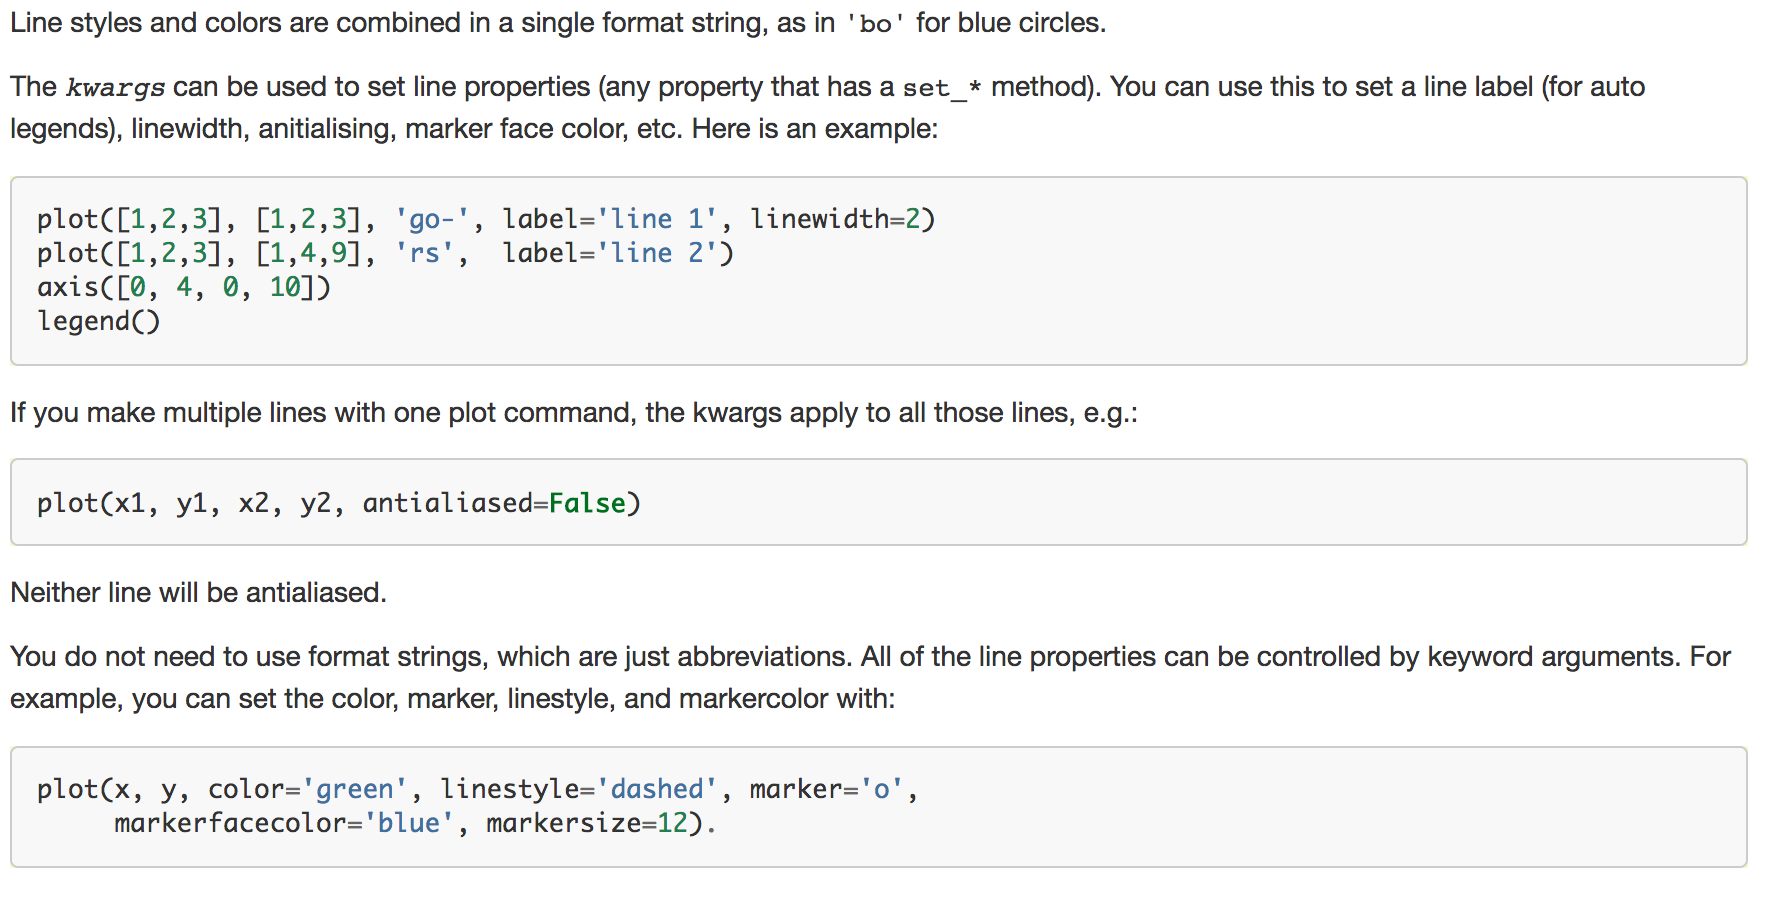 Line styles and colors are combined in a single format string, as in 'bo' for blue circles.
The kwargs can be used to set line properties (any property that has a set_* method). You can use this to set a line label (for auto
legends), linewidth, anitialising, marker face color, etc. Here is an example:
plot([1,2,3], [1,2,3], 'go-', label='line 1', linewidth=2)
plot([1,2,3], [1,4,9], 'rs',  label='line 2')
axis([0, 4, 0, 10])
legend()
If you make multiple lines with one plot command, the kwargs apply to all those lines, e.g.:
plot(x1, y1, x2, y2, antialiased=False)
Neither line will be antialiased.
You do not need to use format strings, which are just abbreviations. All of the line properties can be controlled by keyword arguments. For
example, you can set the color, marker, linestyle, and markercolor with:
plot(x, y, color='green', linestyle='dashed', marker='o',
     markerfacecolor='blue', markersize=12).